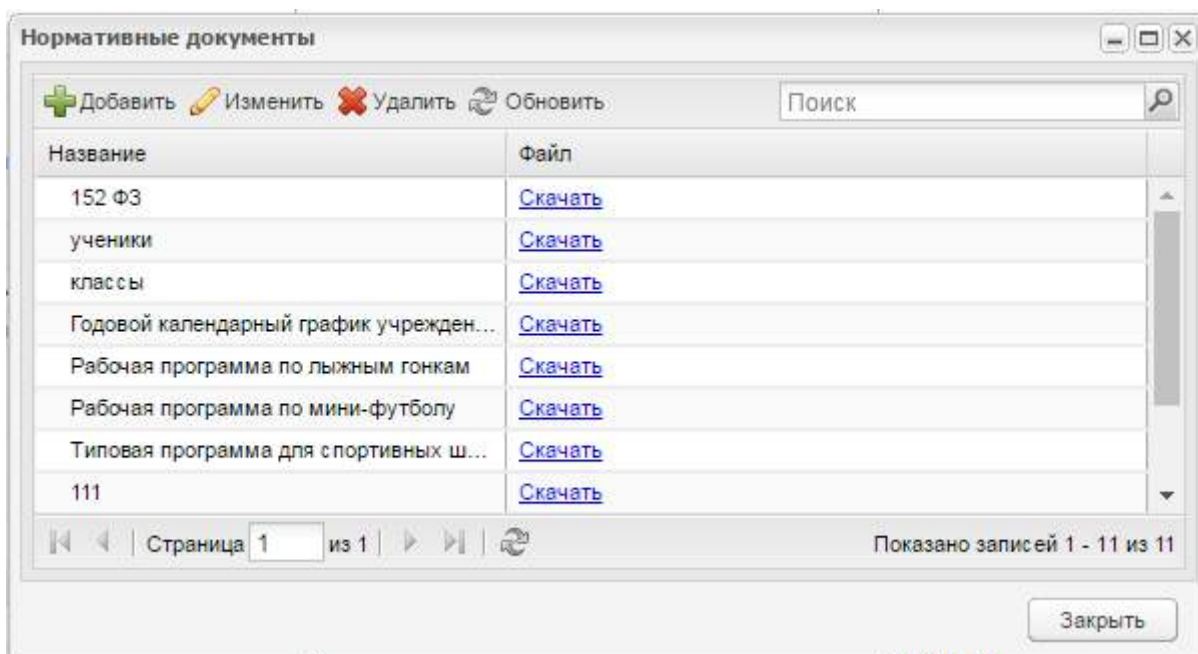 Нормативные документы
Добавить Изменить Удалить Обновить Поиск
Название Файл
152 ФЗ Скачать
ученики Скачать
классы Скачать
Годовой календарный график учрежден... Скачать
Рабочая программа по лыжным гонкам Скачать
Рабочая программа по мини-футболу Скачать
Типовая программа для спортивных ш... Скачать
111 Скачать
Страница 1 из 1 Показано записей 1 - 11 из 11
Закрыть